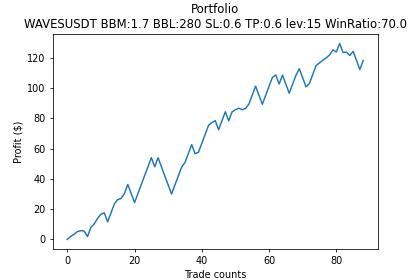 Portfolio
WAVESUSDT BBM:1.7 BBL:280 SL:0.6 TP:0.6 lev:15 WinRatio:70.0
Profit ($)
120
100
80
60
40
20
0
0 20 40 60 80
Trade counts